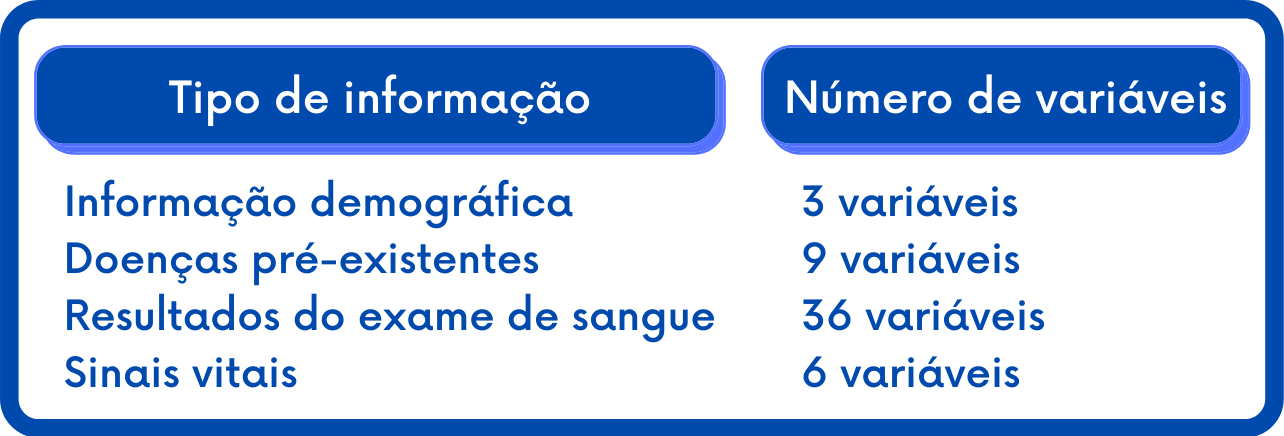 Tipo de informação Número de variáveis
Informação demográfica 3 variáveis
Doenças pré-existentes 9 variáveis
Resultados do exame de sangue 36 variáveis
Sinais vitais 6 variáveis